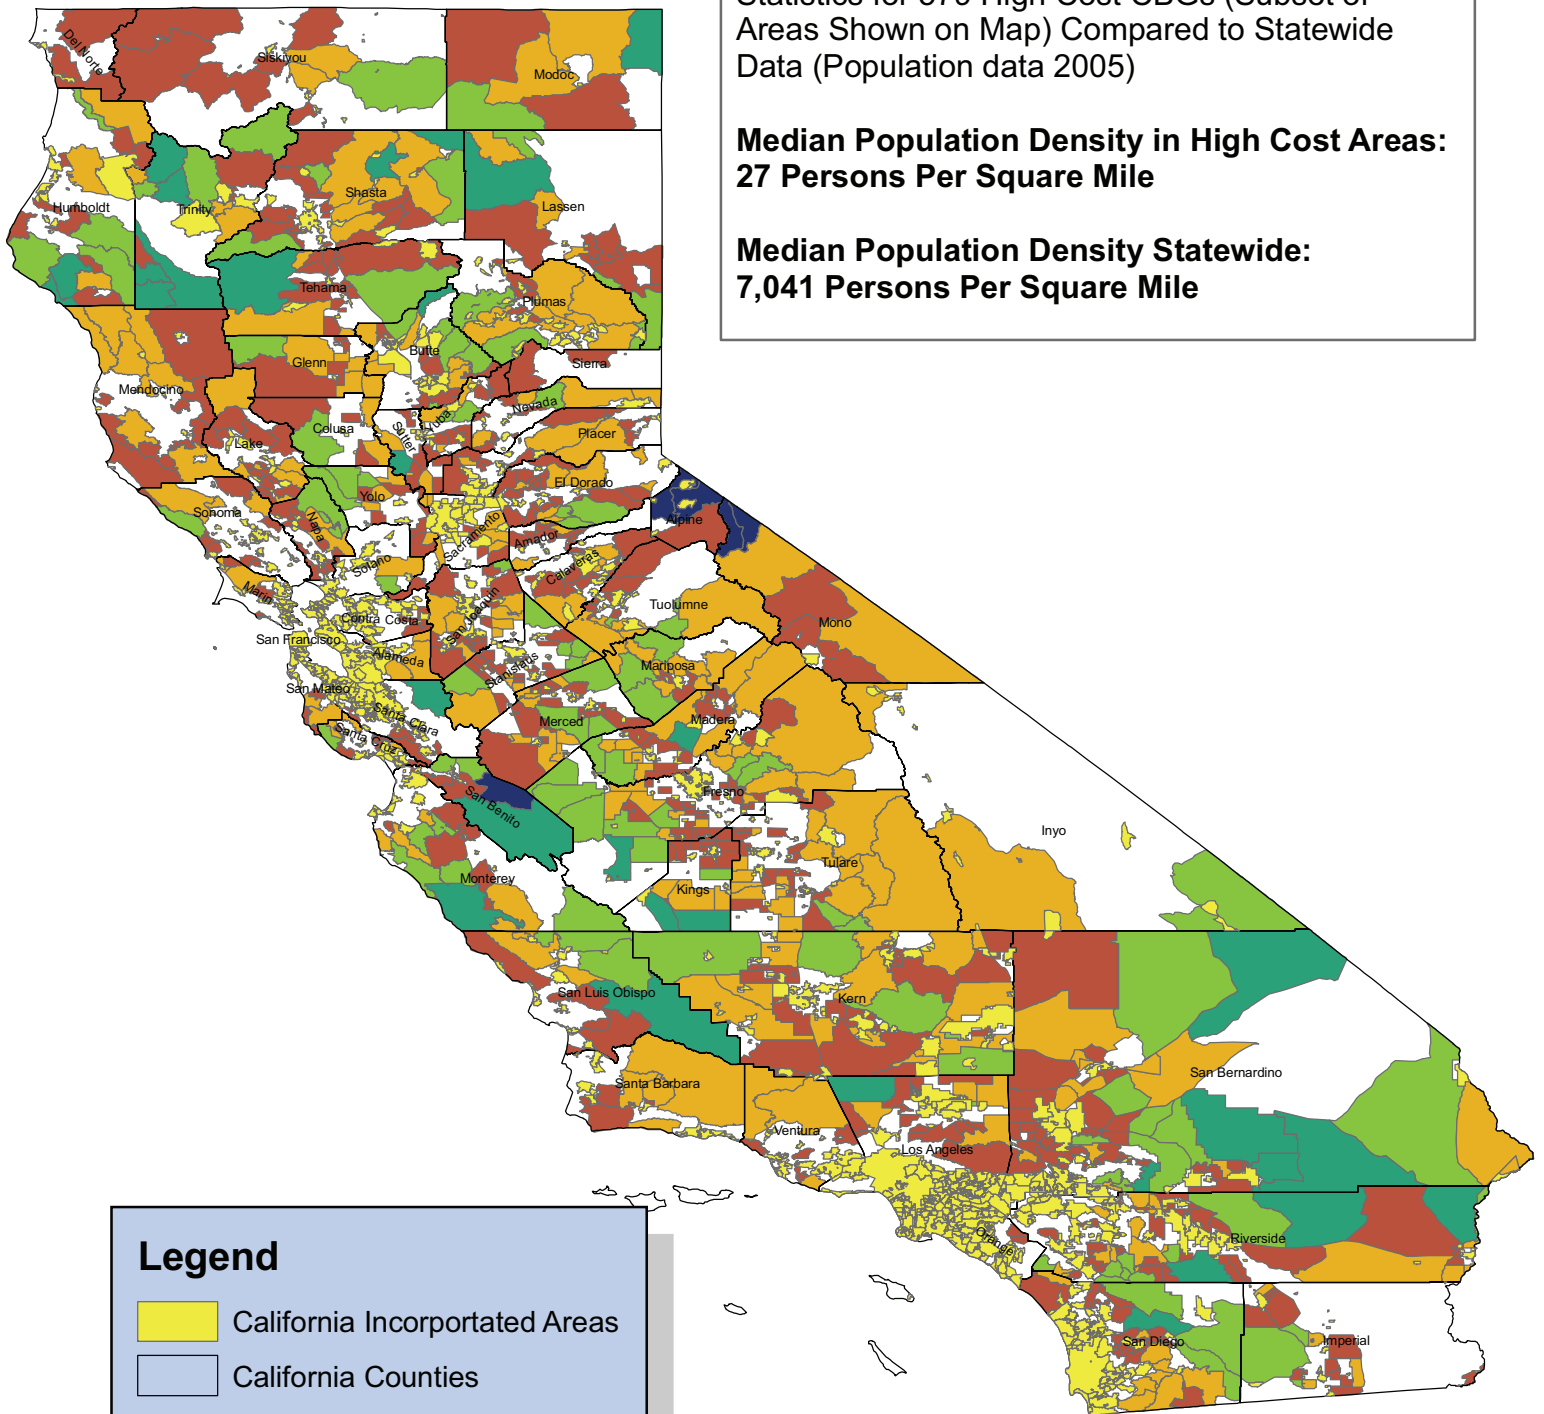 Areas Shown on Map) Compared to Statewide
Data (Population data 2005)
Median Population Density in High Cost Areas:
27 Persons Per Square Mile
Median Population Density Statewide:
7,041 Persons Per Square Mile
Del Norte
Siskiyou
Modoc
Humboldt
Trinity
Shasta
Lassen
Tehama
Plumas
Mendocino
Glenn
Butte
Sierra
Lake
Colusa
Sutter
Yuba
Nevada
Placer
Sonoma
Napa
Yolo
Sacramento
El Dorado
Alpine
Marin
Solano
Amador
Calaveras
San Francisco
Contra Costa
San Joaquin
Tuolumne
Mono
Alameda
San Mateo
Santa Clara
Stanislaus
Mariposa
Santa Cruz
Merced
Madera
San Benito
Fresno
Inyo
Monterey
Kings
Tulare
San Luis Obispo
Kern
San Bernardino
Santa Barbara
Ventura
Los Angeles
Orange
Riverside
San Diego
Imperial
Legend
California Incorportated Areas
California Counties